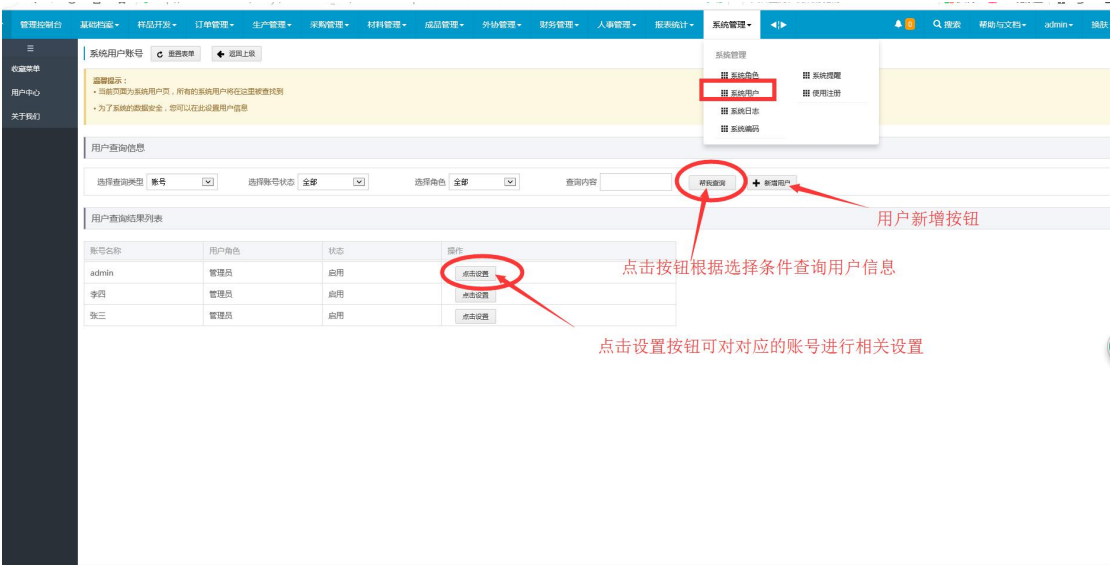 管理控制台 基础档案 样品开发 订单管理 生产管理 采购管理 材料管理 成品管理 外协管理 财务管理 人事管理 报表统计 系统管理 0 搜索 帮助与文档 admin 换肤
收藏菜单
用户中心
关于我们
系统用户账号 重置表单 返回上级
温馨提示：
• 当前页面为系统用户页，所有的系统用户将在这里被查找到
• 为了系统的数据安全，您可以在此设置用户信息
系统管理
系统角色 系统提醒
系统用户 使用注册
系统日志
系统编码
用户查询信息
选择查询类型 账号 选择账号状态 全部 选择角色 全部 查询内容 帮我查询 新增用户
用户新增按钮
用户查询结果列表
账号名称 用户角色 状态 操作
admin 管理员 启用 点击设置
李四 管理员 启用 点击设置
张三 管理员 启用 点击设置
点击按钮根据选择条件查询用户信息
点击设置按钮可对对应的账号进行相关设置